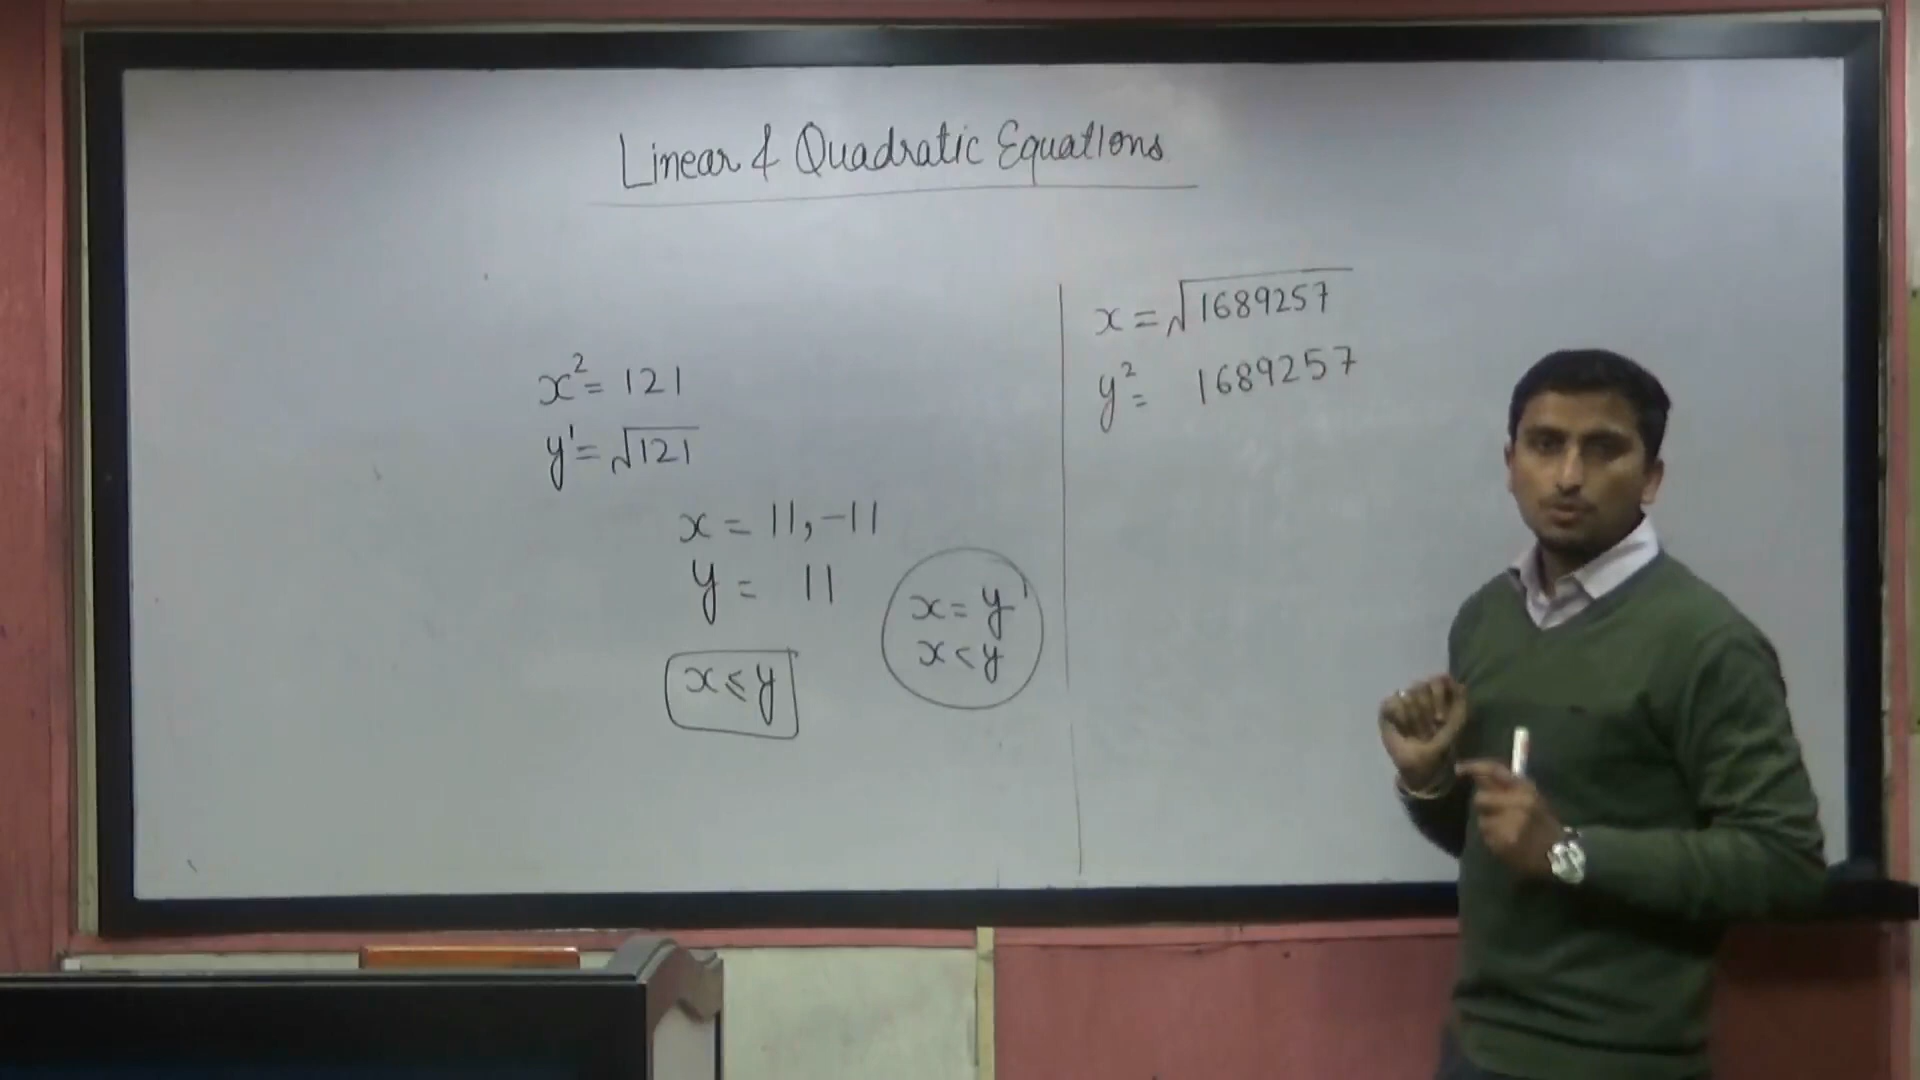 Linear & Quadratic Equations
x² = 121
y' = √121
x = 11, -11
y = 11
x ≤ y
x = y'
x < y
x = √1689257
y² = 1689257